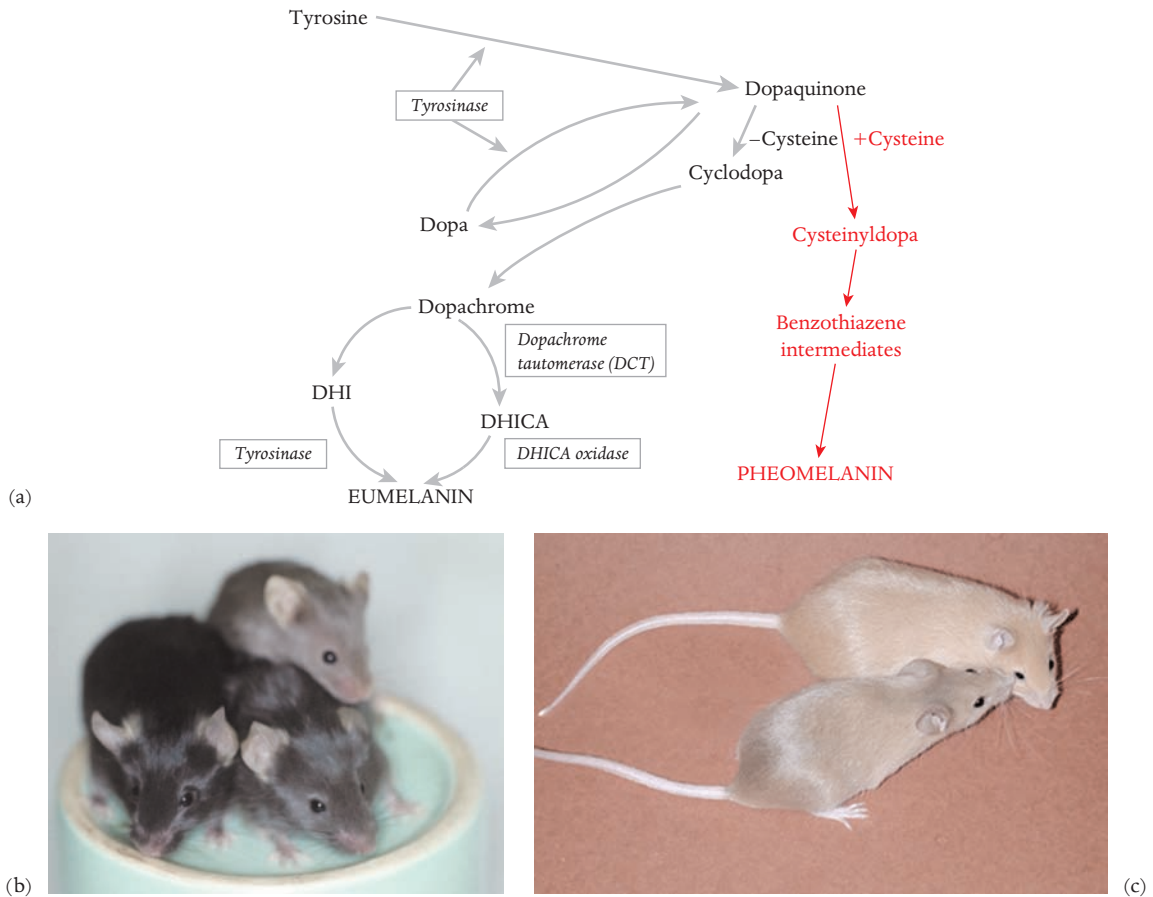 Tyrosine
Dopaquinone
Tyrosinase
–Cysteine
+Cysteine
Cyclodopa
Dopa
Cysteinyldopa
Dopachrome
Benzothiazene
intermediates
Dopachrome
tautomerase (DCT)
DHI
DHICA
Tyrosinase
DHICA oxidase
PHEOMELANIN
EUMELANIN
(a)
(b)
(c)